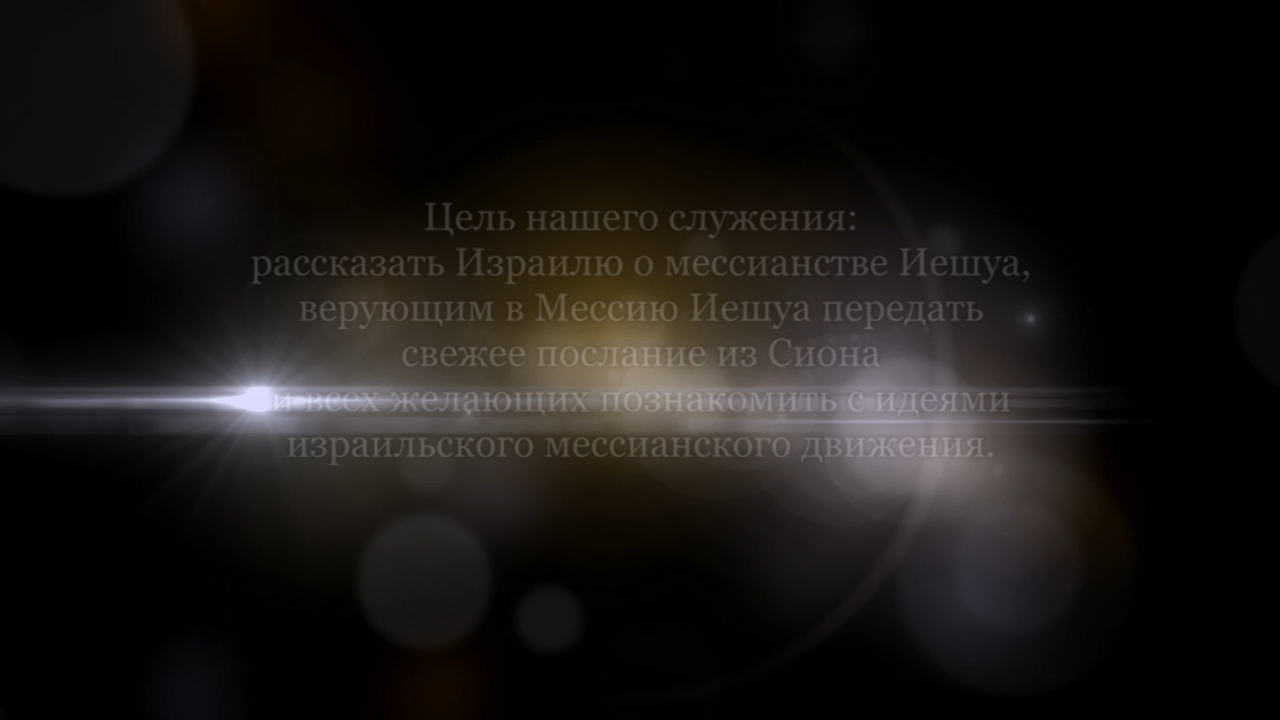 Цель нашего служения:
рассказать Израилю о мессианстве Иешуа,
верующим в Мессию Иешуа передать
свежее послание из Сиона
и всех желающих познакомить с идеями
израильского мессианского движения.